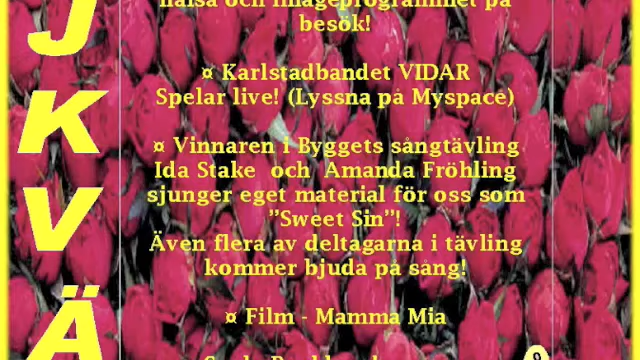 J
K
V
Ä
hälsa och Imageprogrammet på
besök!
¤ Karlstadbandet VIDAR
Spelar live! (Lyssna på Myspace)
¤ Vinnaren i Byggets sångtävling
Ida Stake och Amanda Fröhling
sjunger eget material för oss som
”Sweet Sin”!
Även flera av deltagarna i tävling
kommer bjuda på sång!
¤ Film - Mamma Mia